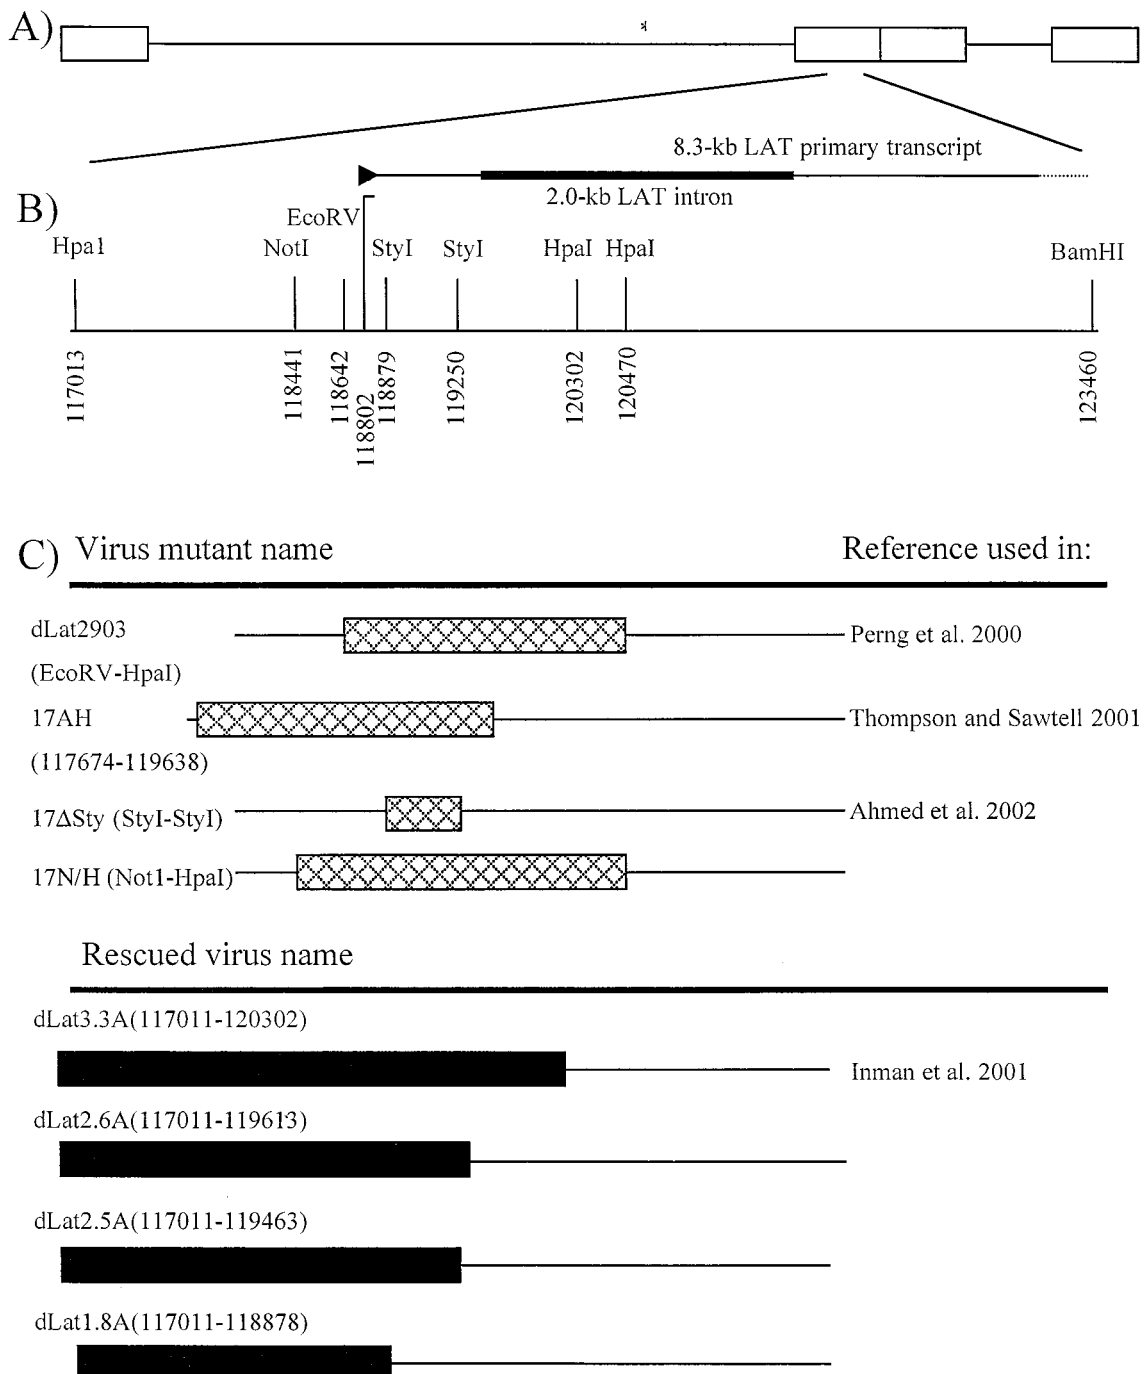 A)
*
8.3-kb LAT primary transcript
2.0-kb LAT intron
B)
EcoRV
Hpa1
NotI
StyI
StyI
HpaI
HpaI
BamHI
117013
118441
118642
118802
118879
119250
120302
120470
123460
C) Virus mutant name
Reference used in:
dLat2903
(EcoRV-HpaI)
Perng et al. 2000
17AH
(117674-119638)
Thompson and Sawtell 2001
17ΔSty (StyI-StyI)
Ahmed et al. 2002
17N/H (Not1-HpaI)
Rescued virus name
dLat3.3A(117011-120302)
Inman et al. 2001
dLat2.6A(117011-119613)
dLat2.5A(117011-119463)
dLat1.8A(117011-118878)